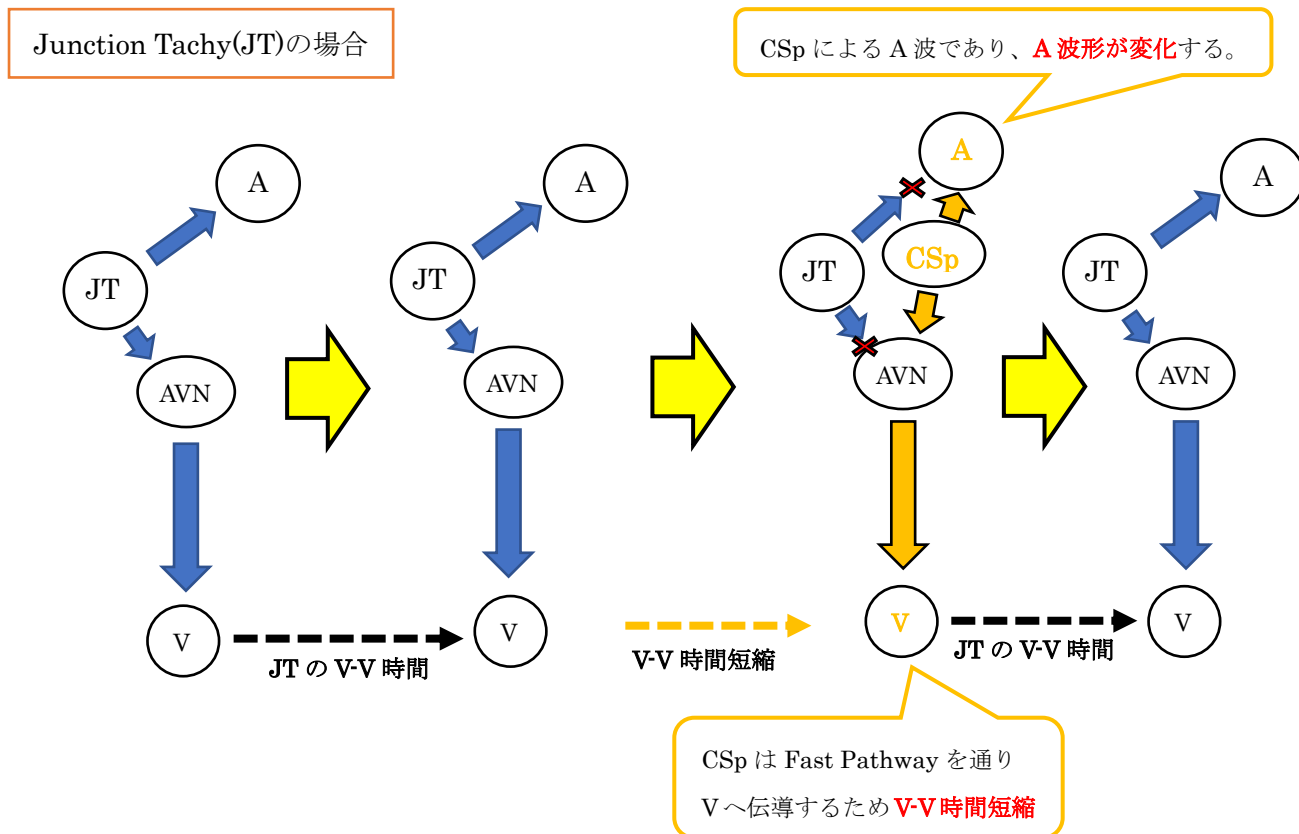 Junction Tachy(JT)の場合
CSp による A 波であり、A 波形が変化する。
A
JT
AVN
V
A
JT
AVN
V
A
CSp
JT
AVN
V
A
JT
AVN
V
JT の V-V 時間
V-V 時間短縮
JT の V-V 時間
CSp は Fast Pathway を通り
V へ伝導するため V-V 時間短縮